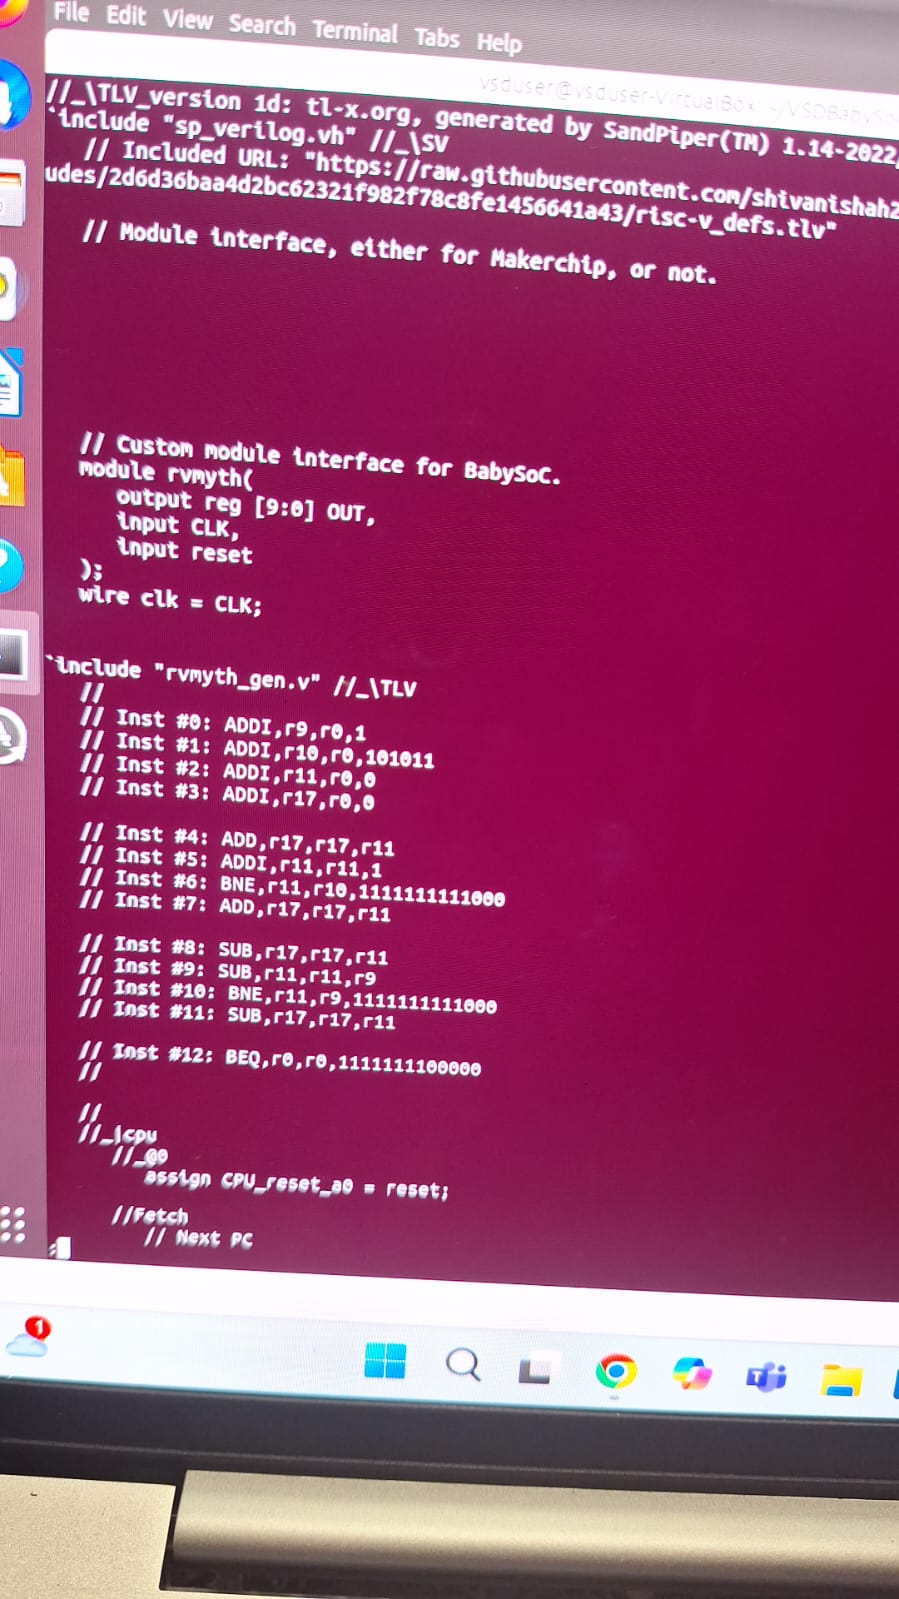 File Edit View Search Terminal Tabs Help
vsduser@vsduser-VirtualBox: ~/VSDBabySo
//_\TLV_version 1d: tl-x.org, generated by SandPiper(TM) 1.14-2022/
`include "sp_verilog.vh" //_\SV
// Included URL: "https://raw.githubusercontent.com/shivanishah2
udes/2d6d36baa4d2bc62321f982f78c8fe1456641a43/risc-v_defs.tlv"
// Module interface, either for Makerchip, or not.
// Custom module interface for BabySoC.
module rvmyth(
output reg [9:0] OUT,
input CLK,
input reset
);
wire clk = CLK;
`include "rvmyth_gen.v" //_\TLV
//
// Inst #0: ADDI,r9,r0,1
// Inst #1: ADDI,r10,r0,101011
// Inst #2: ADDI,r11,r0,0
// Inst #3: ADDI,r17,r0,0
// Inst #4: ADD,r17,r17,r11
// Inst #5: ADDI,r11,r11,1
// Inst #6: BNE,r11,r10,1111111111000
// Inst #7: ADD,r17,r17,r11
// Inst #8: SUB,r17,r17,r11
// Inst #9: SUB,r11,r11,r9
// Inst #10: BNE,r11,r9,1111111111000
// Inst #11: SUB,r17,r17,r11
// Inst #12: BEQ,r0,r0,1111111100000
//
//
//_|cpu
//_@0
assign CPU_reset_a0 = reset;
//Fetch
// Next PC
:
1